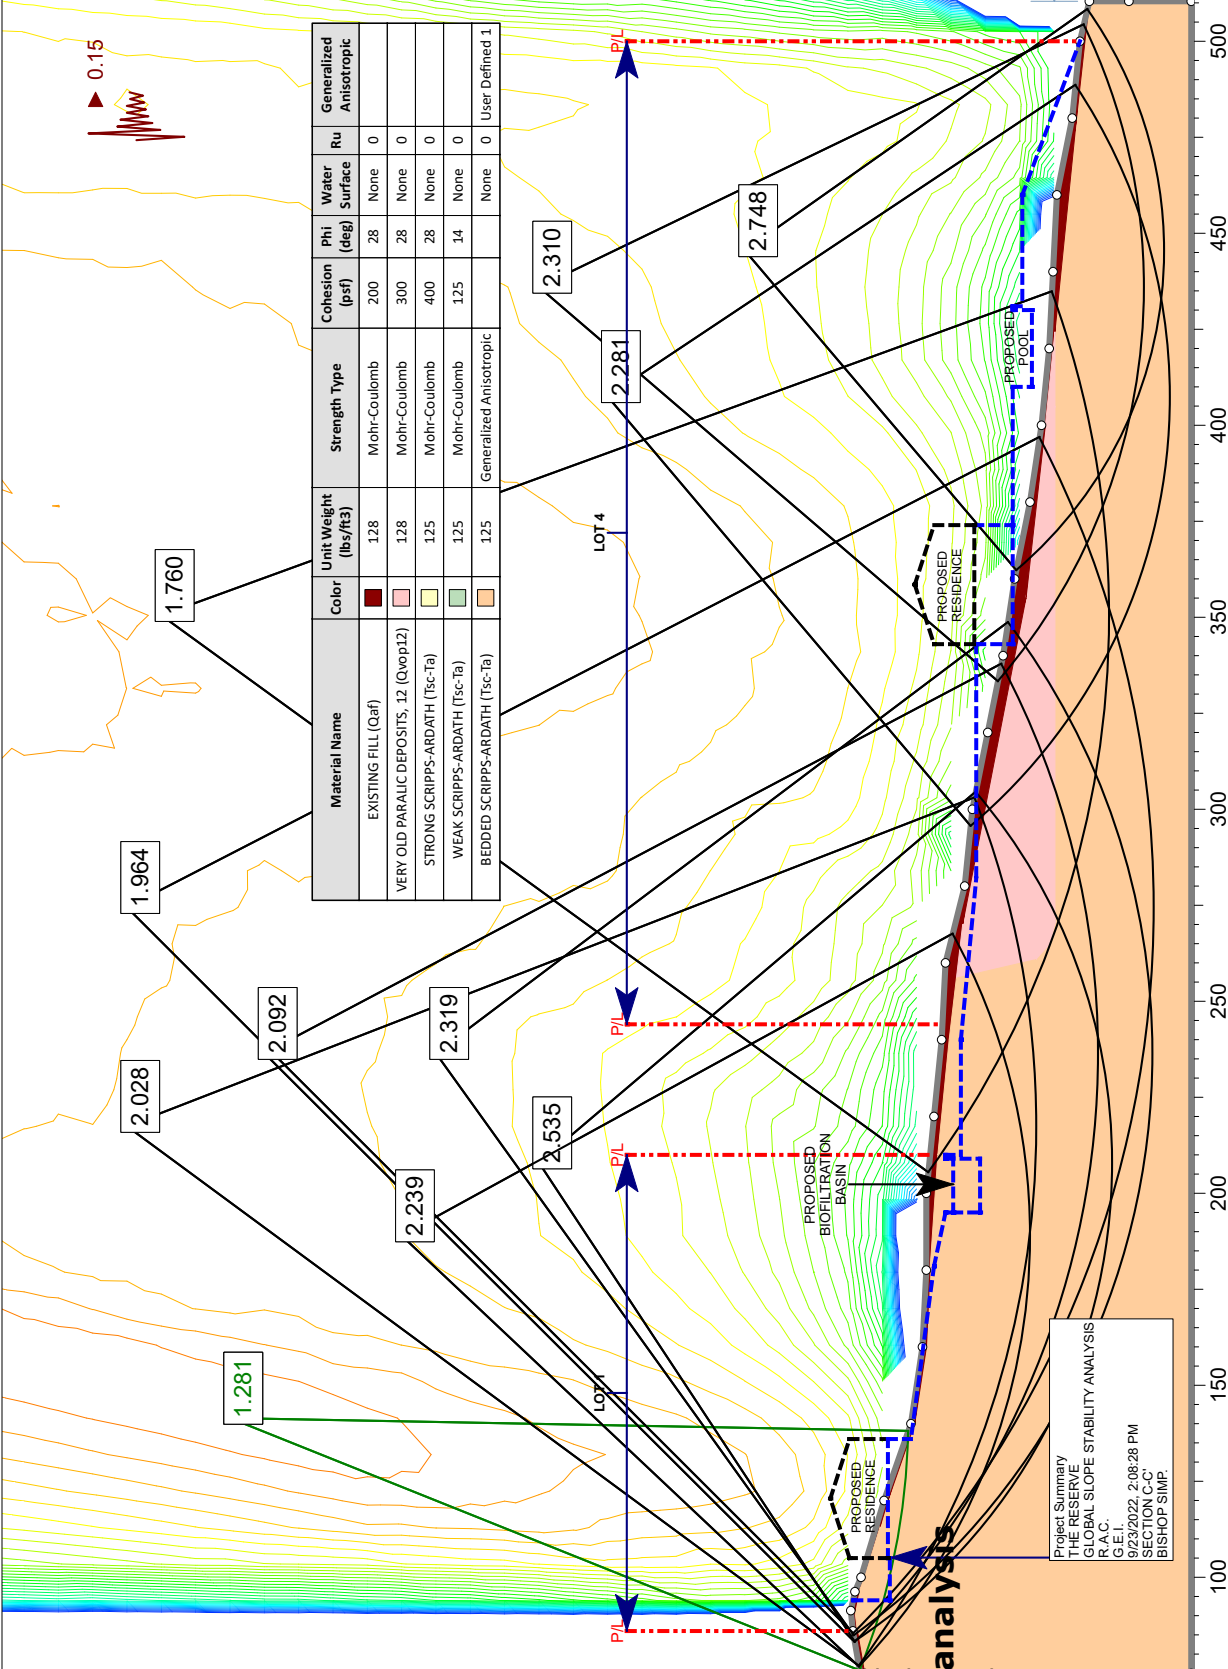 0.15
Material Name Color Unit Weight (lbs/ft3) Strength Type Cohesion (psf) Phi (deg) Water Surface Ru Generalized Anisotropic
EXISTING FILL (Qaf) 128 Mohr-Coulomb 200 28 None 0
VERY OLD PARALIC DEPOSITS, 12 (Qvop12) 128 Mohr-Coulomb 300 28 None 0
STRONG SCRIPPS-ARDATH (Tsc-Ta) 125 Mohr-Coulomb 400 28 None 0
WEAK SCRIPPS-ARDATH (Tsc-Ta) 125 Mohr-Coulomb 125 14 None 0
BEDDED SCRIPPS-ARDATH (Tsc-Ta) 125 Generalized Anisotropic None 0 User Defined 1
1.281
2.028
1.964
1.760
2.092
2.239
2.319
2.535
2.310
2.281
2.748
P/L
P/L
P/L
P/L
LOT 1
LOT 4
PROPOSED
RESIDENCE
PROPOSED
BIOFILTRATION
BASIN
PROPOSED
RESIDENCE
PROPOSED
POOL
analysis
Project Summary
THE RESERVE
GLOBAL SLOPE STABILITY ANALYSIS
R.A.C.
G.E.I.
9/23/2022, 2:08:28 PM
SECTION C-C'
BISHOP SIMP.
100 150 200 250 300 350 400 450 500